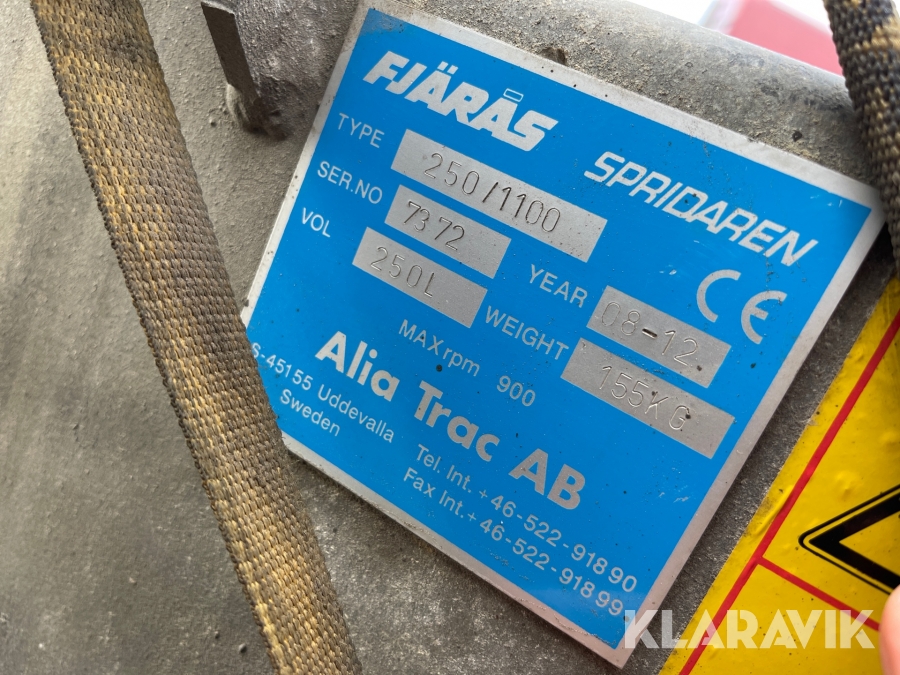 FJÄRÅS
SPRIDAREN
TYPE 250/1100
SER.NO 7372
YEAR 08-12
CE
VOL 250L
WEIGHT 155KG
MAX rpm 900
Alia Trac AB
S-45155 Uddevalla
Sweden
Tel. Int. +46-522-918 90
Fax Int. +46-522-918 99
KLARAVIK